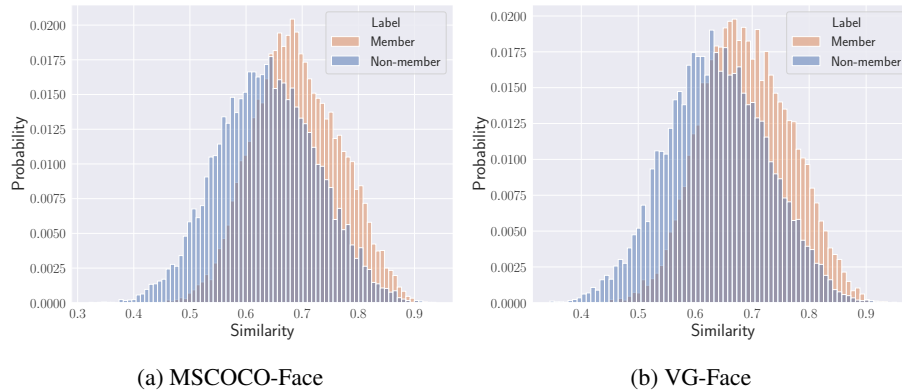 Label
Member
Non-member
0.0200
0.0175
0.0150
0.0125
0.0100
0.0075
0.0050
0.0025
0.0000
Probability
0.3 0.4 0.5 0.6 0.7 0.8 0.9
Similarity
(a) MSCOCO-Face
Label
Member
Non-member
0.0200
0.0175
0.0150
0.0125
0.0100
0.0075
0.0050
0.0025
0.0000
Probability
0.4 0.5 0.6 0.7 0.8 0.9
Similarity
(b) VG-Face